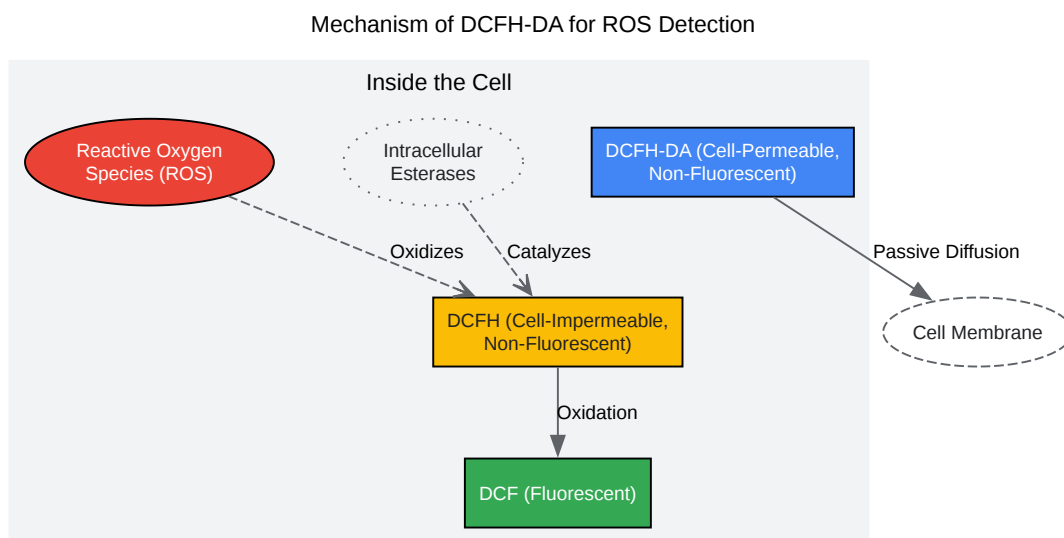 Mechanism of DCFH-DA for ROS Detection
Inside the Cell
Reactive Oxygen
Species (ROS)
Intracellular
Esterases
DCFH-DA (Cell-Permeable,
Non-Fluorescent)
Oxidizes
Catalyzes
Passive Diffusion
DCFH (Cell-Impermeable,
Non-Fluorescent)
Cell Membrane
Oxidation
DCF (Fluorescent)